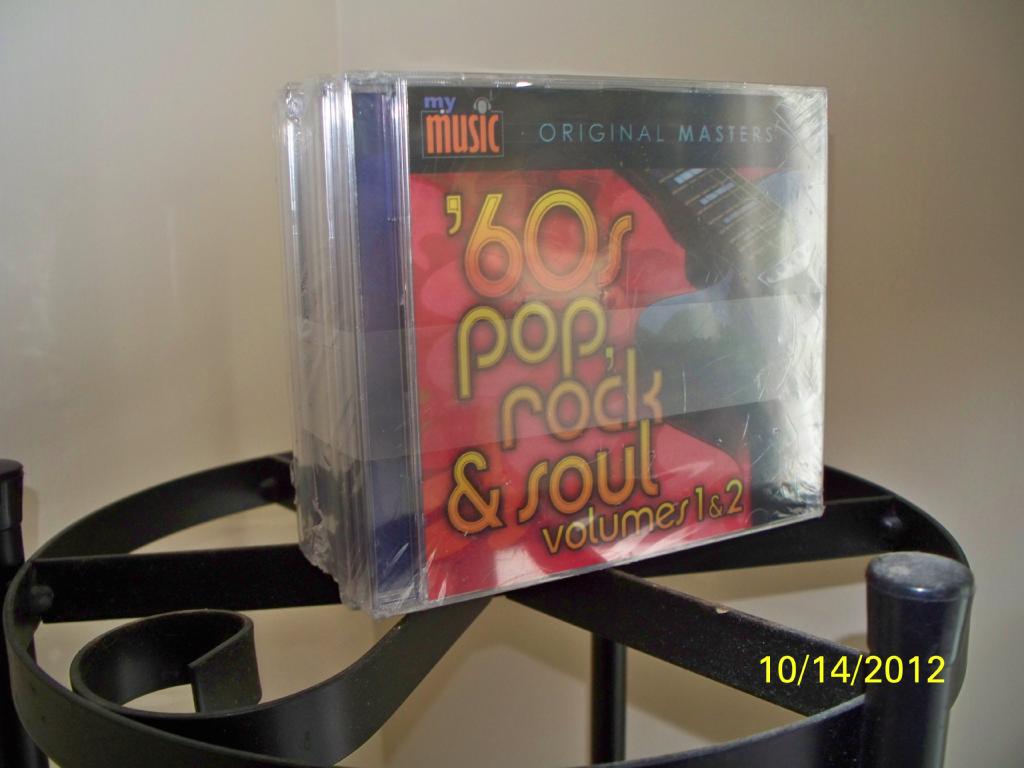 my
music
ORIGINAL MASTERS
'60s
pop,
rock
& soul
volumes 1 & 2
10/14/2012